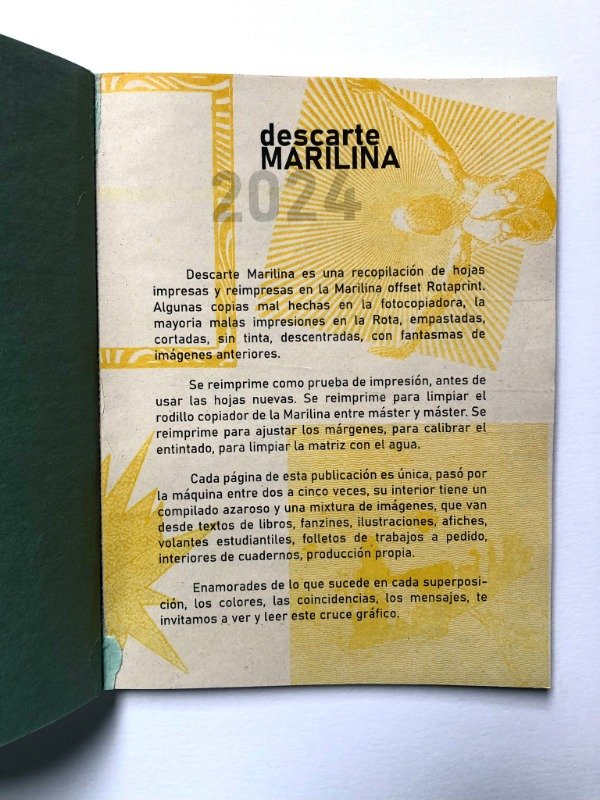 descarte
MARILINA
2024
Descarte Marilina es una recopilación de hojas
impresas y reimpresas en la Marilina offset Rotaprint.
Algunas copias mal hechas en la fotocopiadora, la
mayoria malas impresiones en la Rota, empastadas,
cortadas, sin tinta, descentradas, con fantasmas de
imágenes anteriores.
Se reimprime como prueba de impresión, antes de
usar las hojas nuevas. Se reimprime para limpiar el
rodillo copiador de la Marilina entre máster y máster. Se
reimprime para ajustar los márgenes, para calibrar el
entintado, para limpiar la matriz con el agua.
Cada página de esta publicación es única, pasó por
la máquina entre dos a cinco veces, su interior tiene un
compilado azaroso y una mixtura de imágenes, que van
desde textos de libros, fanzines, ilustraciones, afiches,
volantes estudiantiles, folletos de trabajos a pedido,
interiores de cuadernos, producción propia.
Enamorades de lo que sucede en cada superposi-
ción, los colores, las coincidencias, los mensajes, te
invitamos a ver y leer este cruce gráfico.